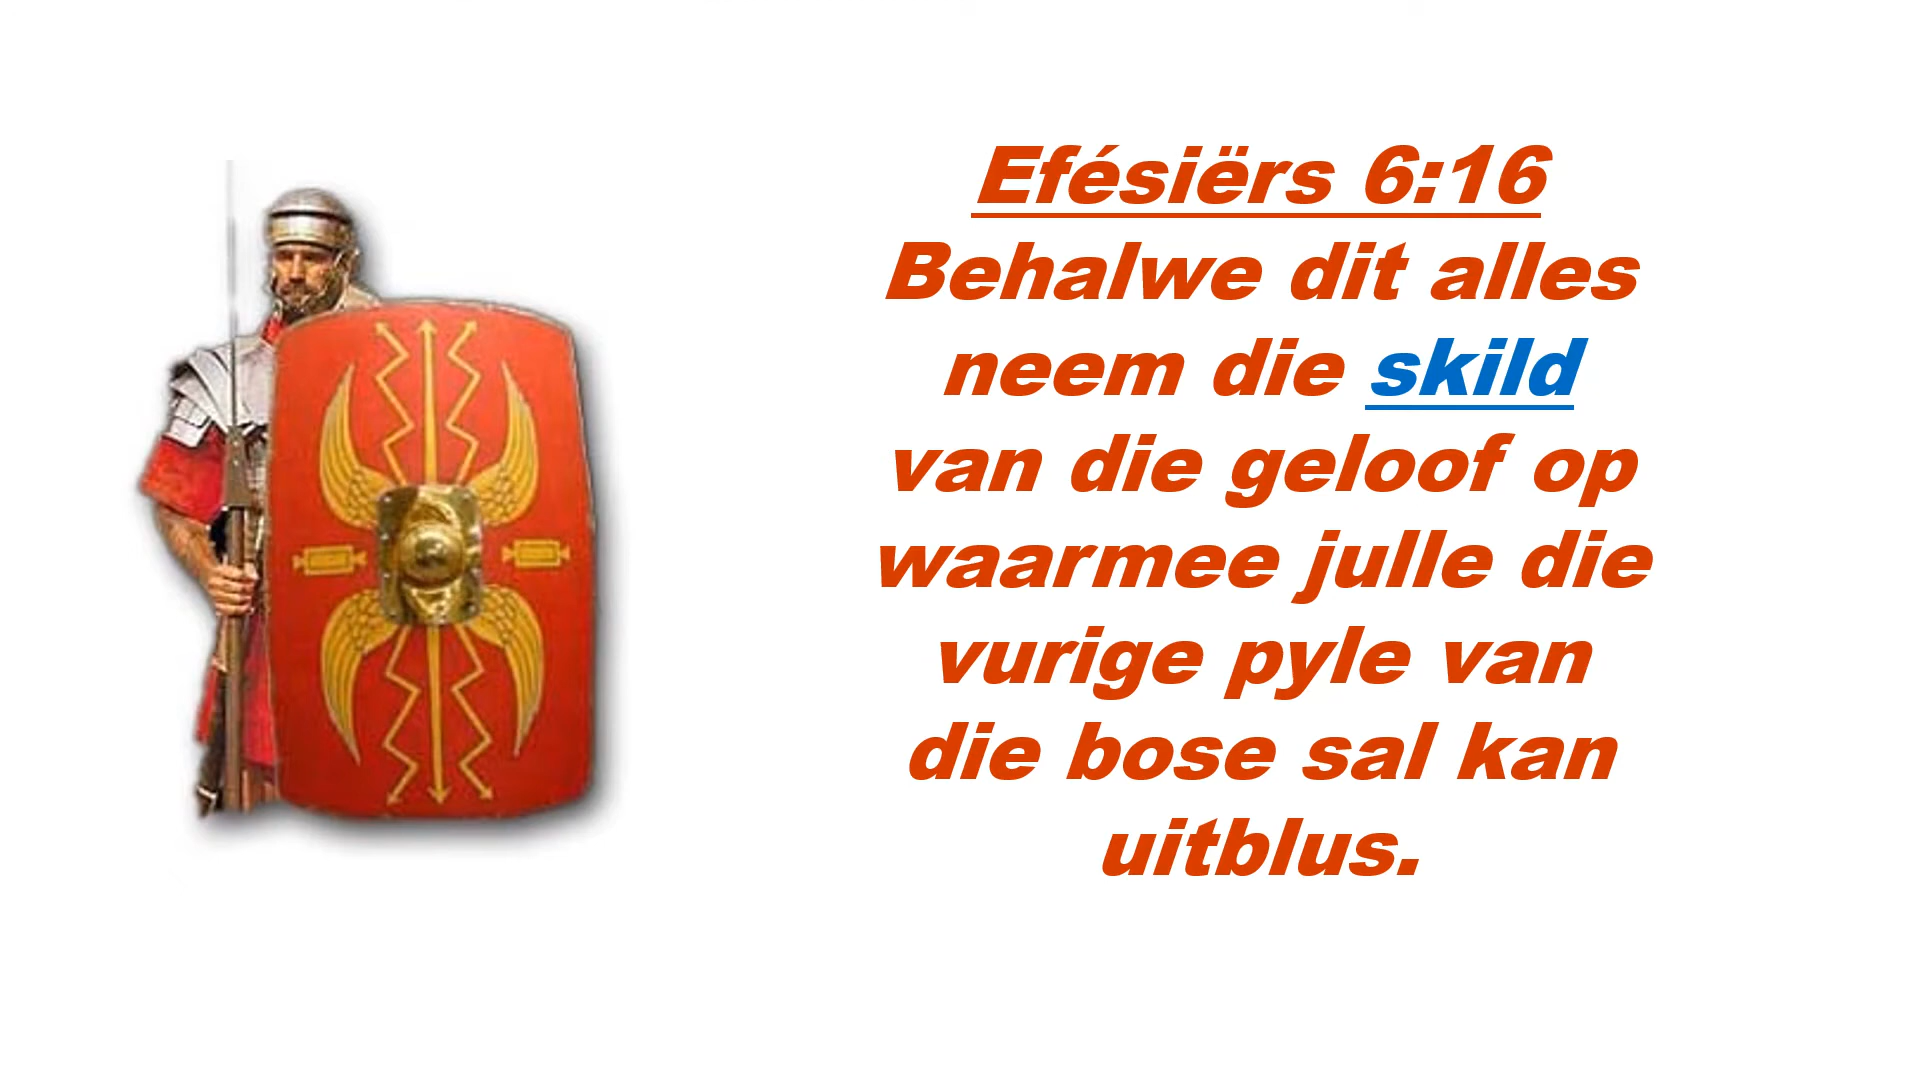 Efésiërs 6:16
Behalwe dit alles
neem die skild
van die geloof op
waarmee julle die
vurige pyle van
die bose sal kan
uitblus.